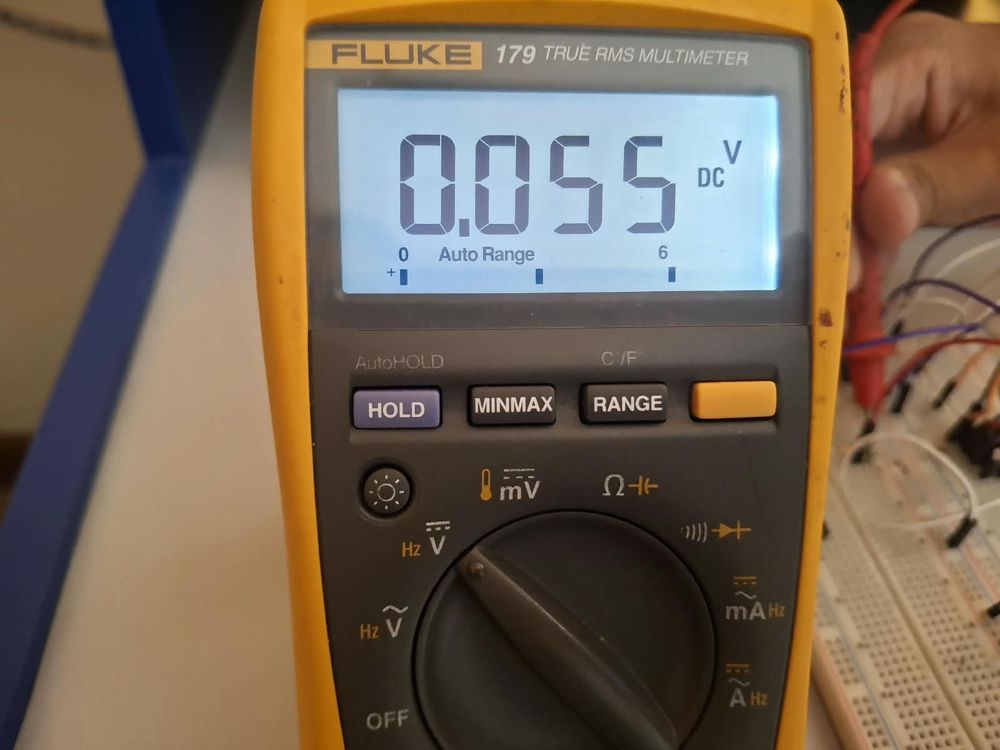 FLUKE 179 TRUE RMS MULTIMETER
0.055 V DC
0 Auto Range 6
+
AutoHOLD C/F
HOLD MINMAX RANGE
mV Ω
Hz V
Hz V
mA Hz
A Hz
OFF